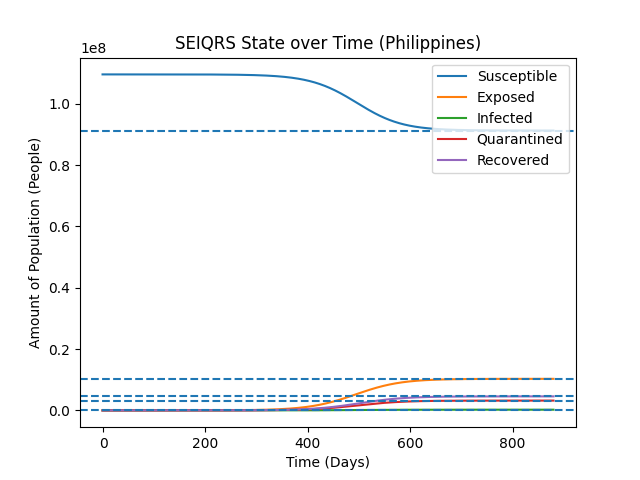 SEIQRS State over Time (Philippines)
1e8
Susceptible
Exposed
Infected
Quarantined
Recovered
Amount of Population (People)
1.0
0.8
0.6
0.4
0.2
0.0
0 200 400 600 800
Time (Days)